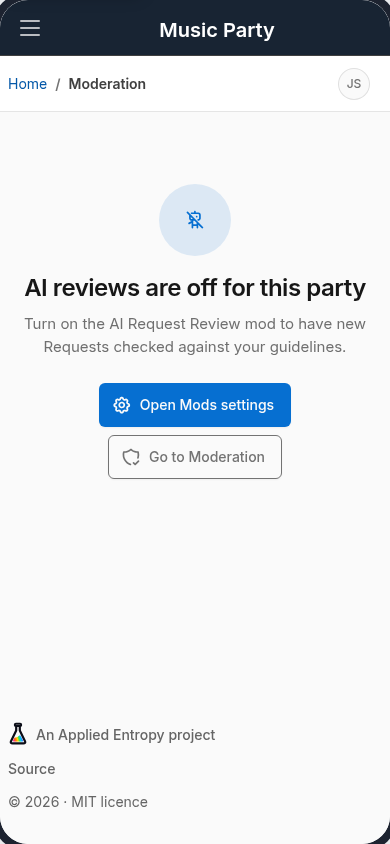 Music Party
Home / Moderation
JS
AI reviews are off for this party
Turn on the AI Request Review mod to have new
Requests checked against your guidelines.
Open Mods settings
Go to Moderation
An Applied Entropy project
Source
© 2026 · MIT licence